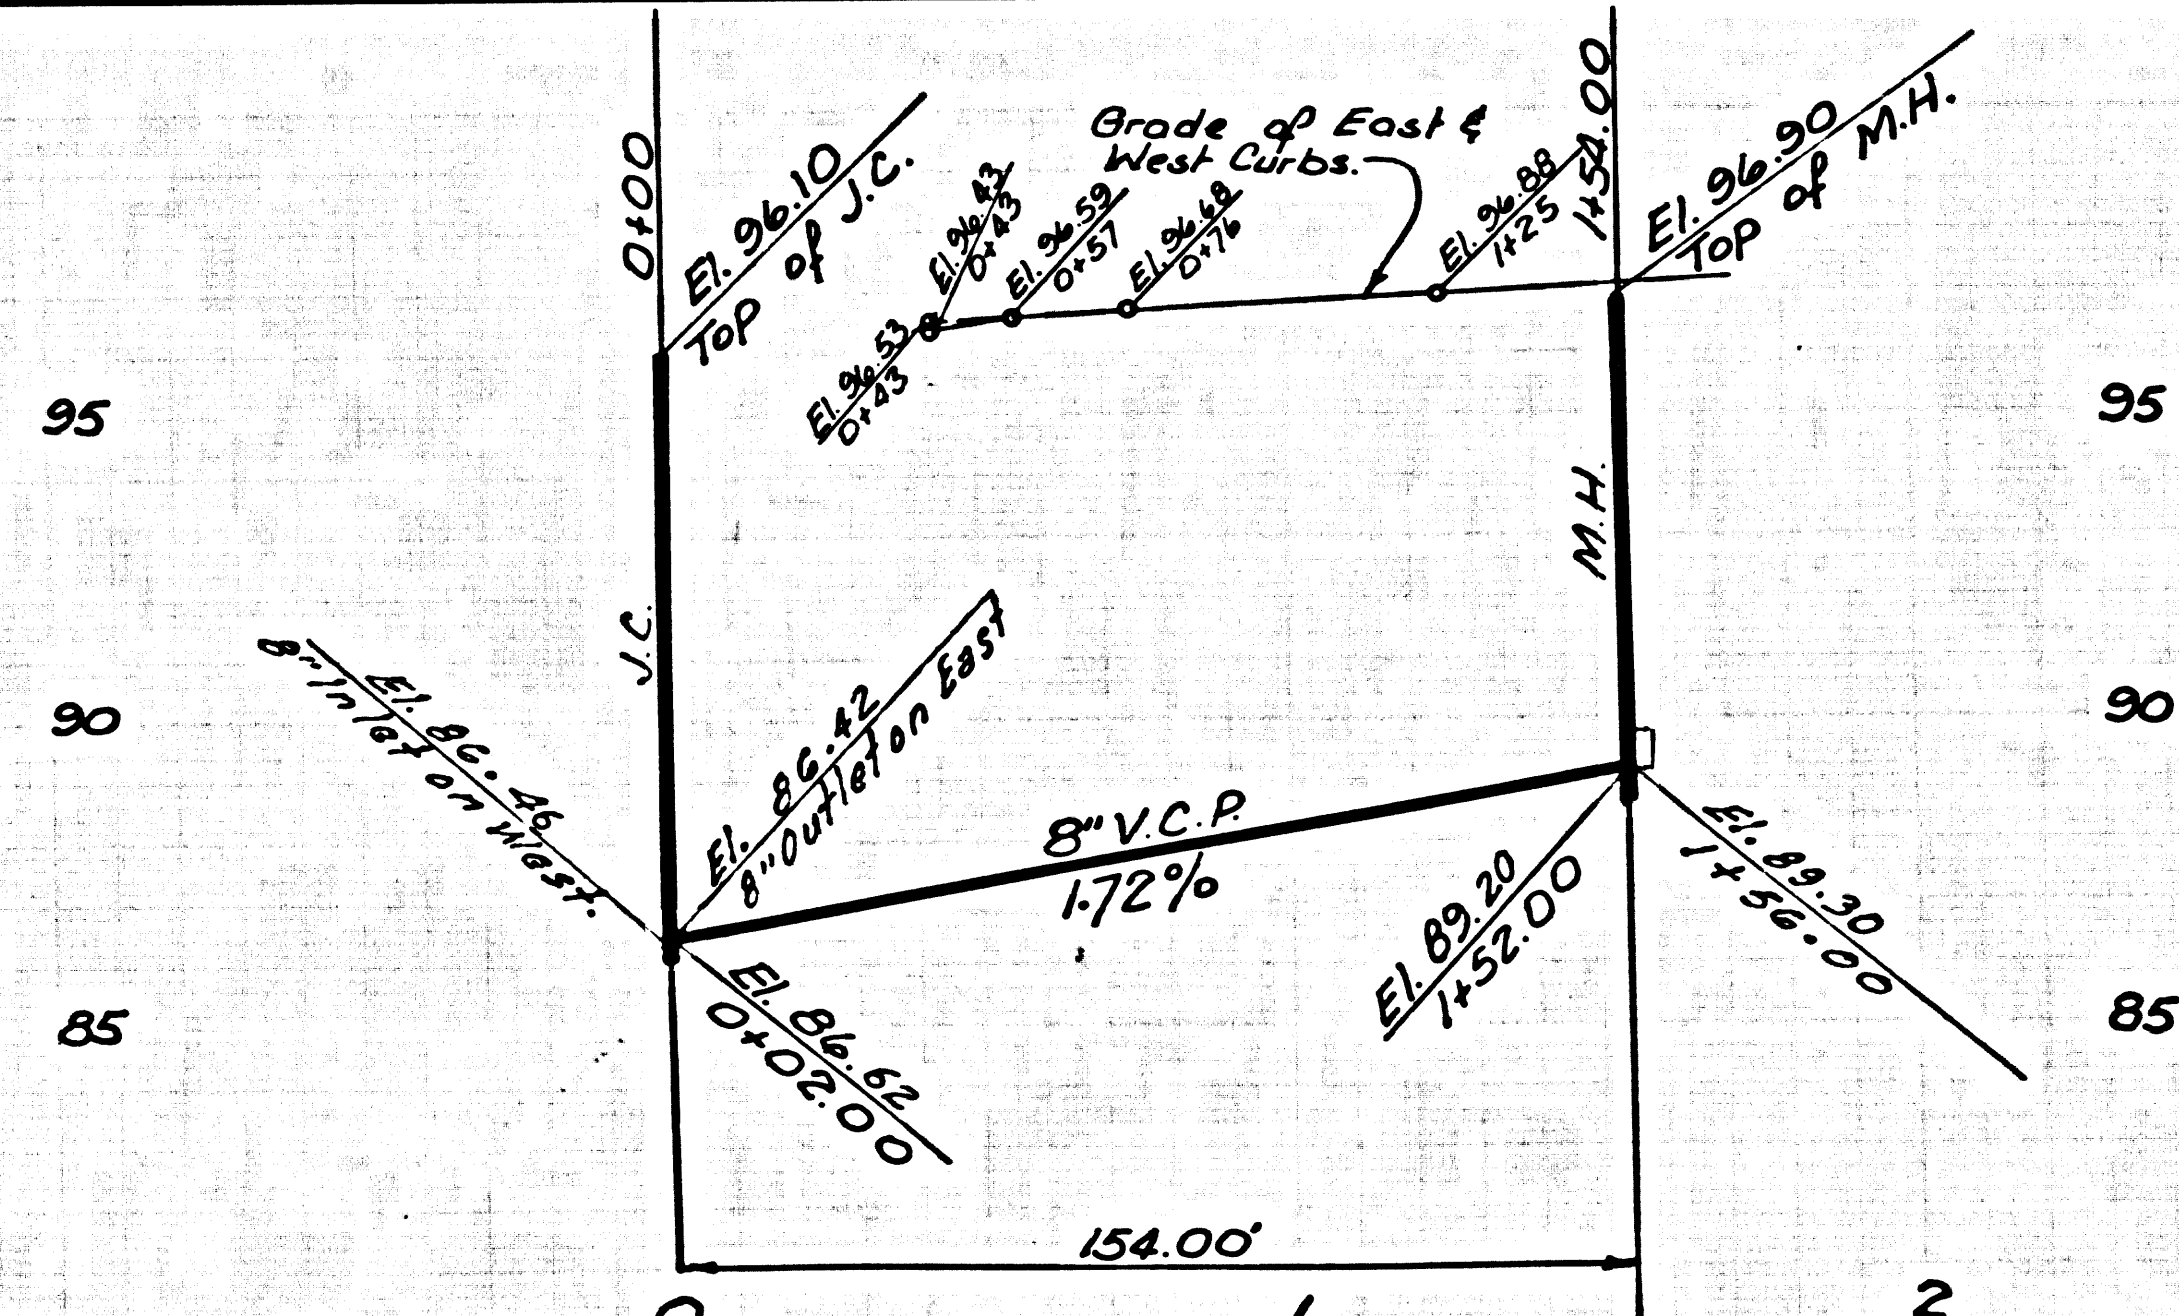 0+00
El. 96.10
Top of J.C.
El. 96.43
0+43
El. 96.59
0+57
El. 96.68
0+76
Grade of East &
West Curbs.
El. 96.88
1+25
1+54.00
El. 96.90
Top of M.H.
El. 96.53
0+43
95
95
M.H.
J.C.
90
90
El. 86.46
8" Inlet on West.
El. 86.42
8" Outlet on East
8" V.C.P.
1.72%
El. 89.20
1+52.00
El. 89.30
1+56.00
85
85
El. 86.62
0+02.00
154.00'
2